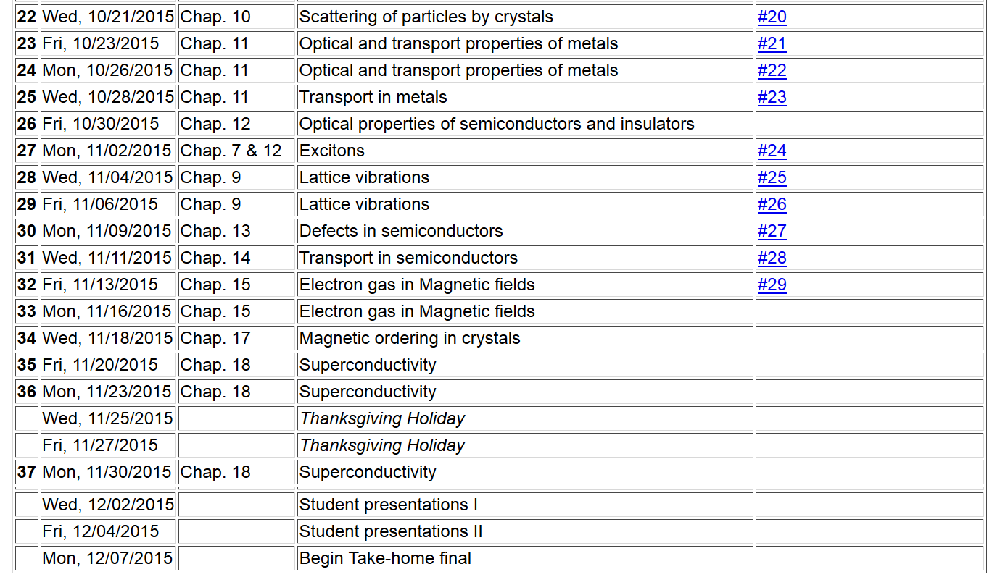 22 Wed, 10/21/2015 Chap. 10 Scattering of particles by crystals #20
23 Fri, 10/23/2015 Chap. 11 Optical and transport properties of metals #21
24 Mon, 10/26/2015 Chap. 11 Optical and transport properties of metals #22
25 Wed, 10/28/2015 Chap. 11 Transport in metals #23
26 Fri, 10/30/2015 Chap. 12 Optical properties of semiconductors and insulators
27 Mon, 11/02/2015 Chap. 7 & 12 Excitons #24
28 Wed, 11/04/2015 Chap. 9 Lattice vibrations #25
29 Fri, 11/06/2015 Chap. 9 Lattice vibrations #26
30 Mon, 11/09/2015 Chap. 13 Defects in semiconductors #27
31 Wed, 11/11/2015 Chap. 14 Transport in semiconductors #28
32 Fri, 11/13/2015 Chap. 15 Electron gas in Magnetic fields #29
33 Mon, 11/16/2015 Chap. 15 Electron gas in Magnetic fields
34 Wed, 11/18/2015 Chap. 17 Magnetic ordering in crystals
35 Fri, 11/20/2015 Chap. 18 Superconductivity
36 Mon, 11/23/2015 Chap. 18 Superconductivity
Wed, 11/25/2015 Thanksgiving Holiday
Fri, 11/27/2015 Thanksgiving Holiday
37 Mon, 11/30/2015 Chap. 18 Superconductivity
Wed, 12/02/2015 Student presentations I
Fri, 12/04/2015 Student presentations II
Mon, 12/07/2015 Begin Take-home final